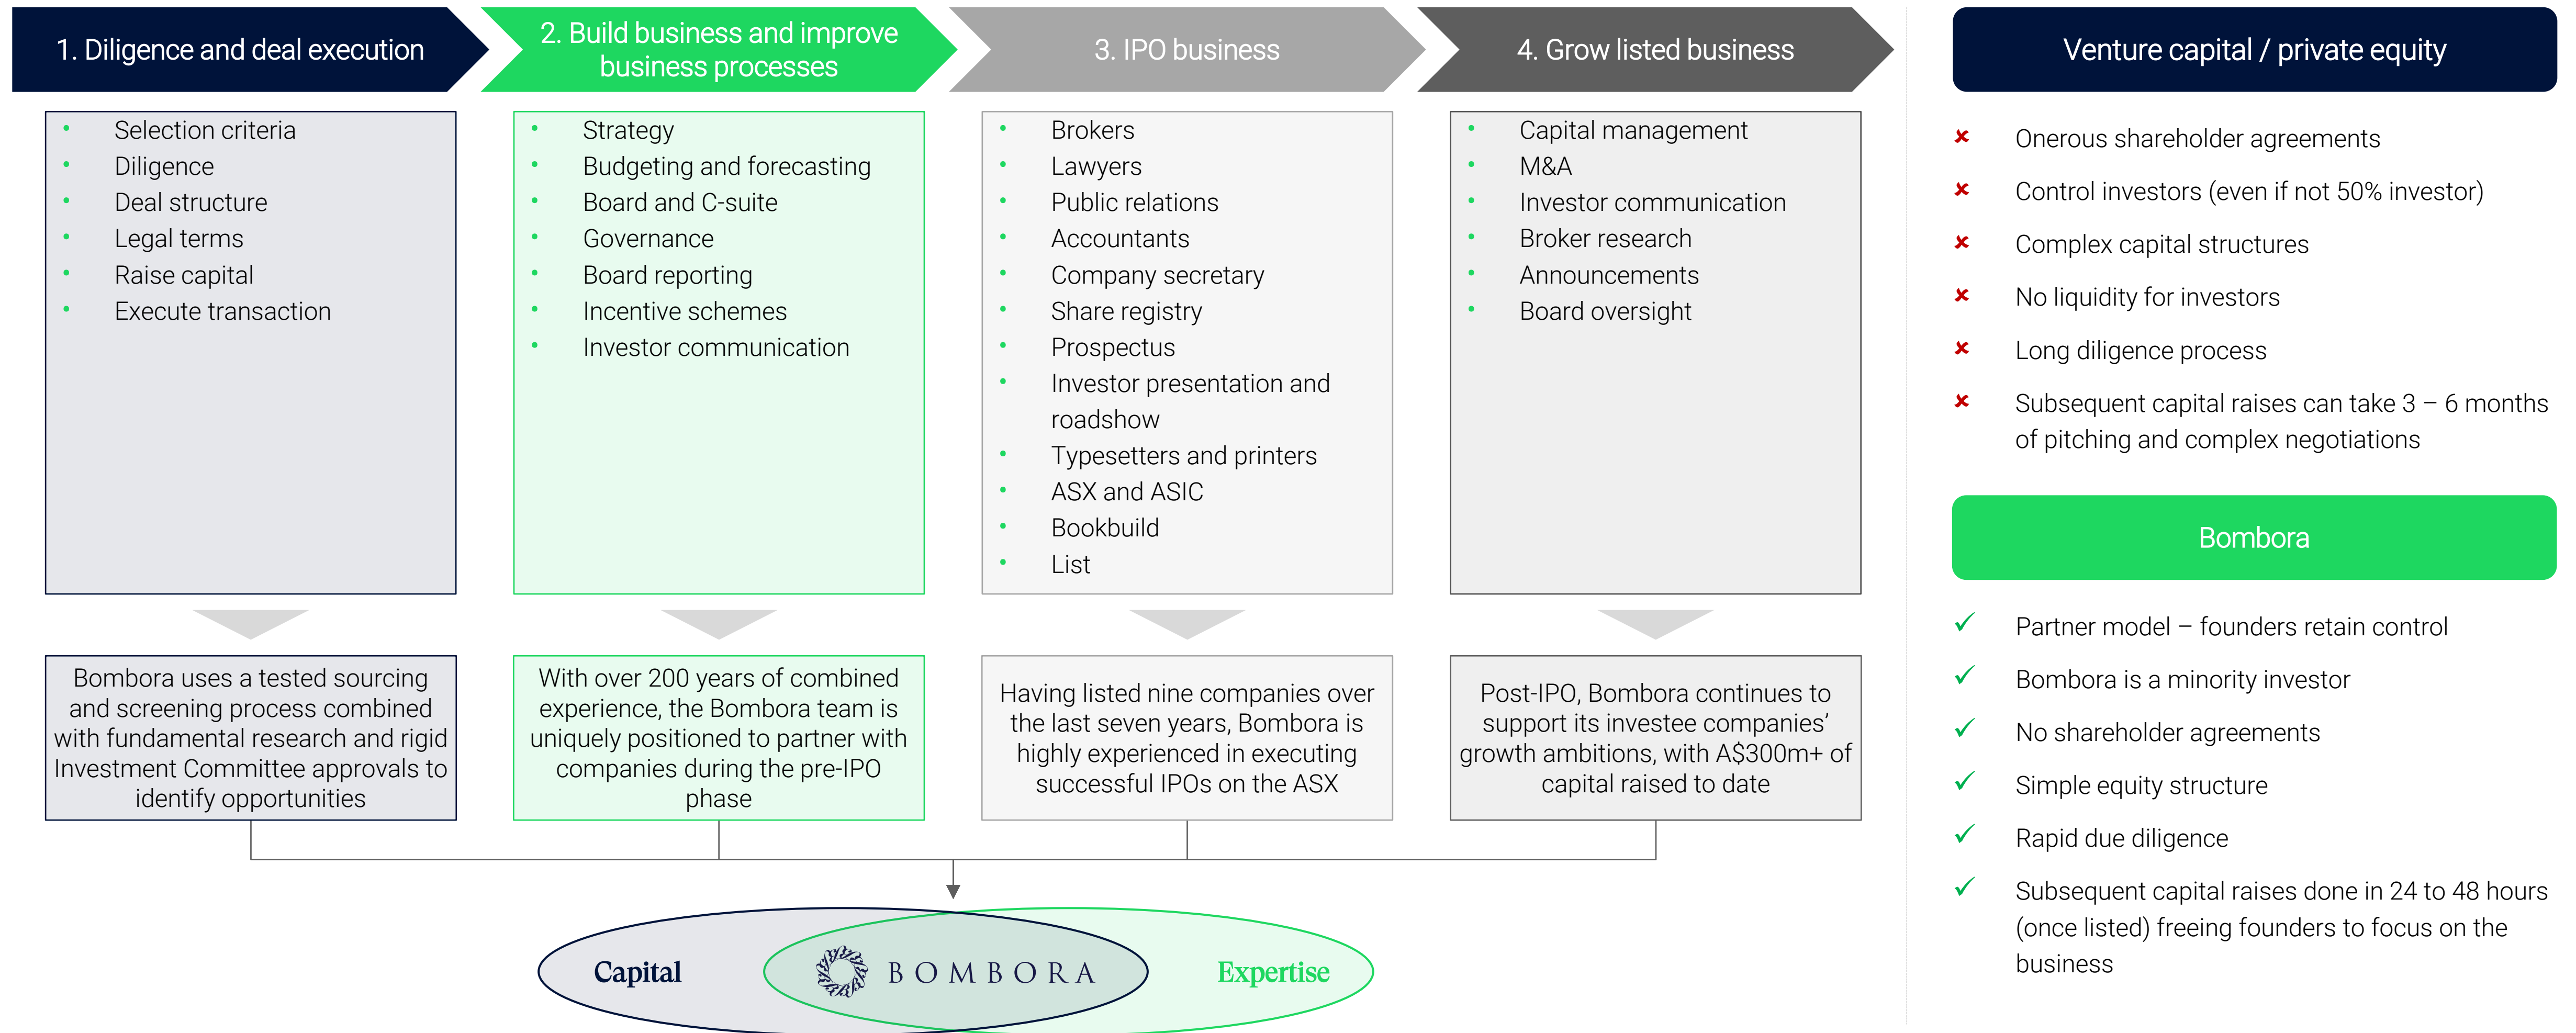 1. Diligence and deal execution
Selection criteria
Diligence
Deal structure
Legal terms
Raise capital
Execute transaction
Bombora uses a tested sourcing
and screening process combined
with fundamental research and rigid
Investment Committee approvals to
identify opportunities
2. Build business and improve
business processes
Strategy
Budgeting and forecasting
Board and C-suite
Governance
Board reporting
Incentive schemes
Investor communication
With over 200 years of combined
experience, the Bombora team is
uniquely positioned to partner with
companies during the pre-IPO
phase
3. IPO business
Brokers
Lawyers
Public relations
Accountants
Company secretary
Share registry
Prospectus
Investor presentation and
roadshow
Typesetters and printers
ASX and ASIC
Bookbuild
List
Having listed nine companies over
the last seven years, Bombora is
highly experienced in executing
successful IPOs on the ASX
4. Grow listed business
Capital management
M&A
Investor communication
Broker research
Announcements
Board oversight
Post-IPO, Bombora continues to
support its investee companies’
growth ambitions, with A$300m+ of
capital raised to date
Capital
BOMBORA
Expertise
Venture capital / private equity
Onerous shareholder agreements
Control investors (even if not 50% investor)
Complex capital structures
No liquidity for investors
Long diligence process
Subsequent capital raises can take 3 – 6 months
of pitching and complex negotiations
Bombora
Partner model – founders retain control
Bombora is a minority investor
No shareholder agreements
Simple equity structure
Rapid due diligence
Subsequent capital raises done in 24 to 48 hours
(once listed) freeing founders to focus on the
business